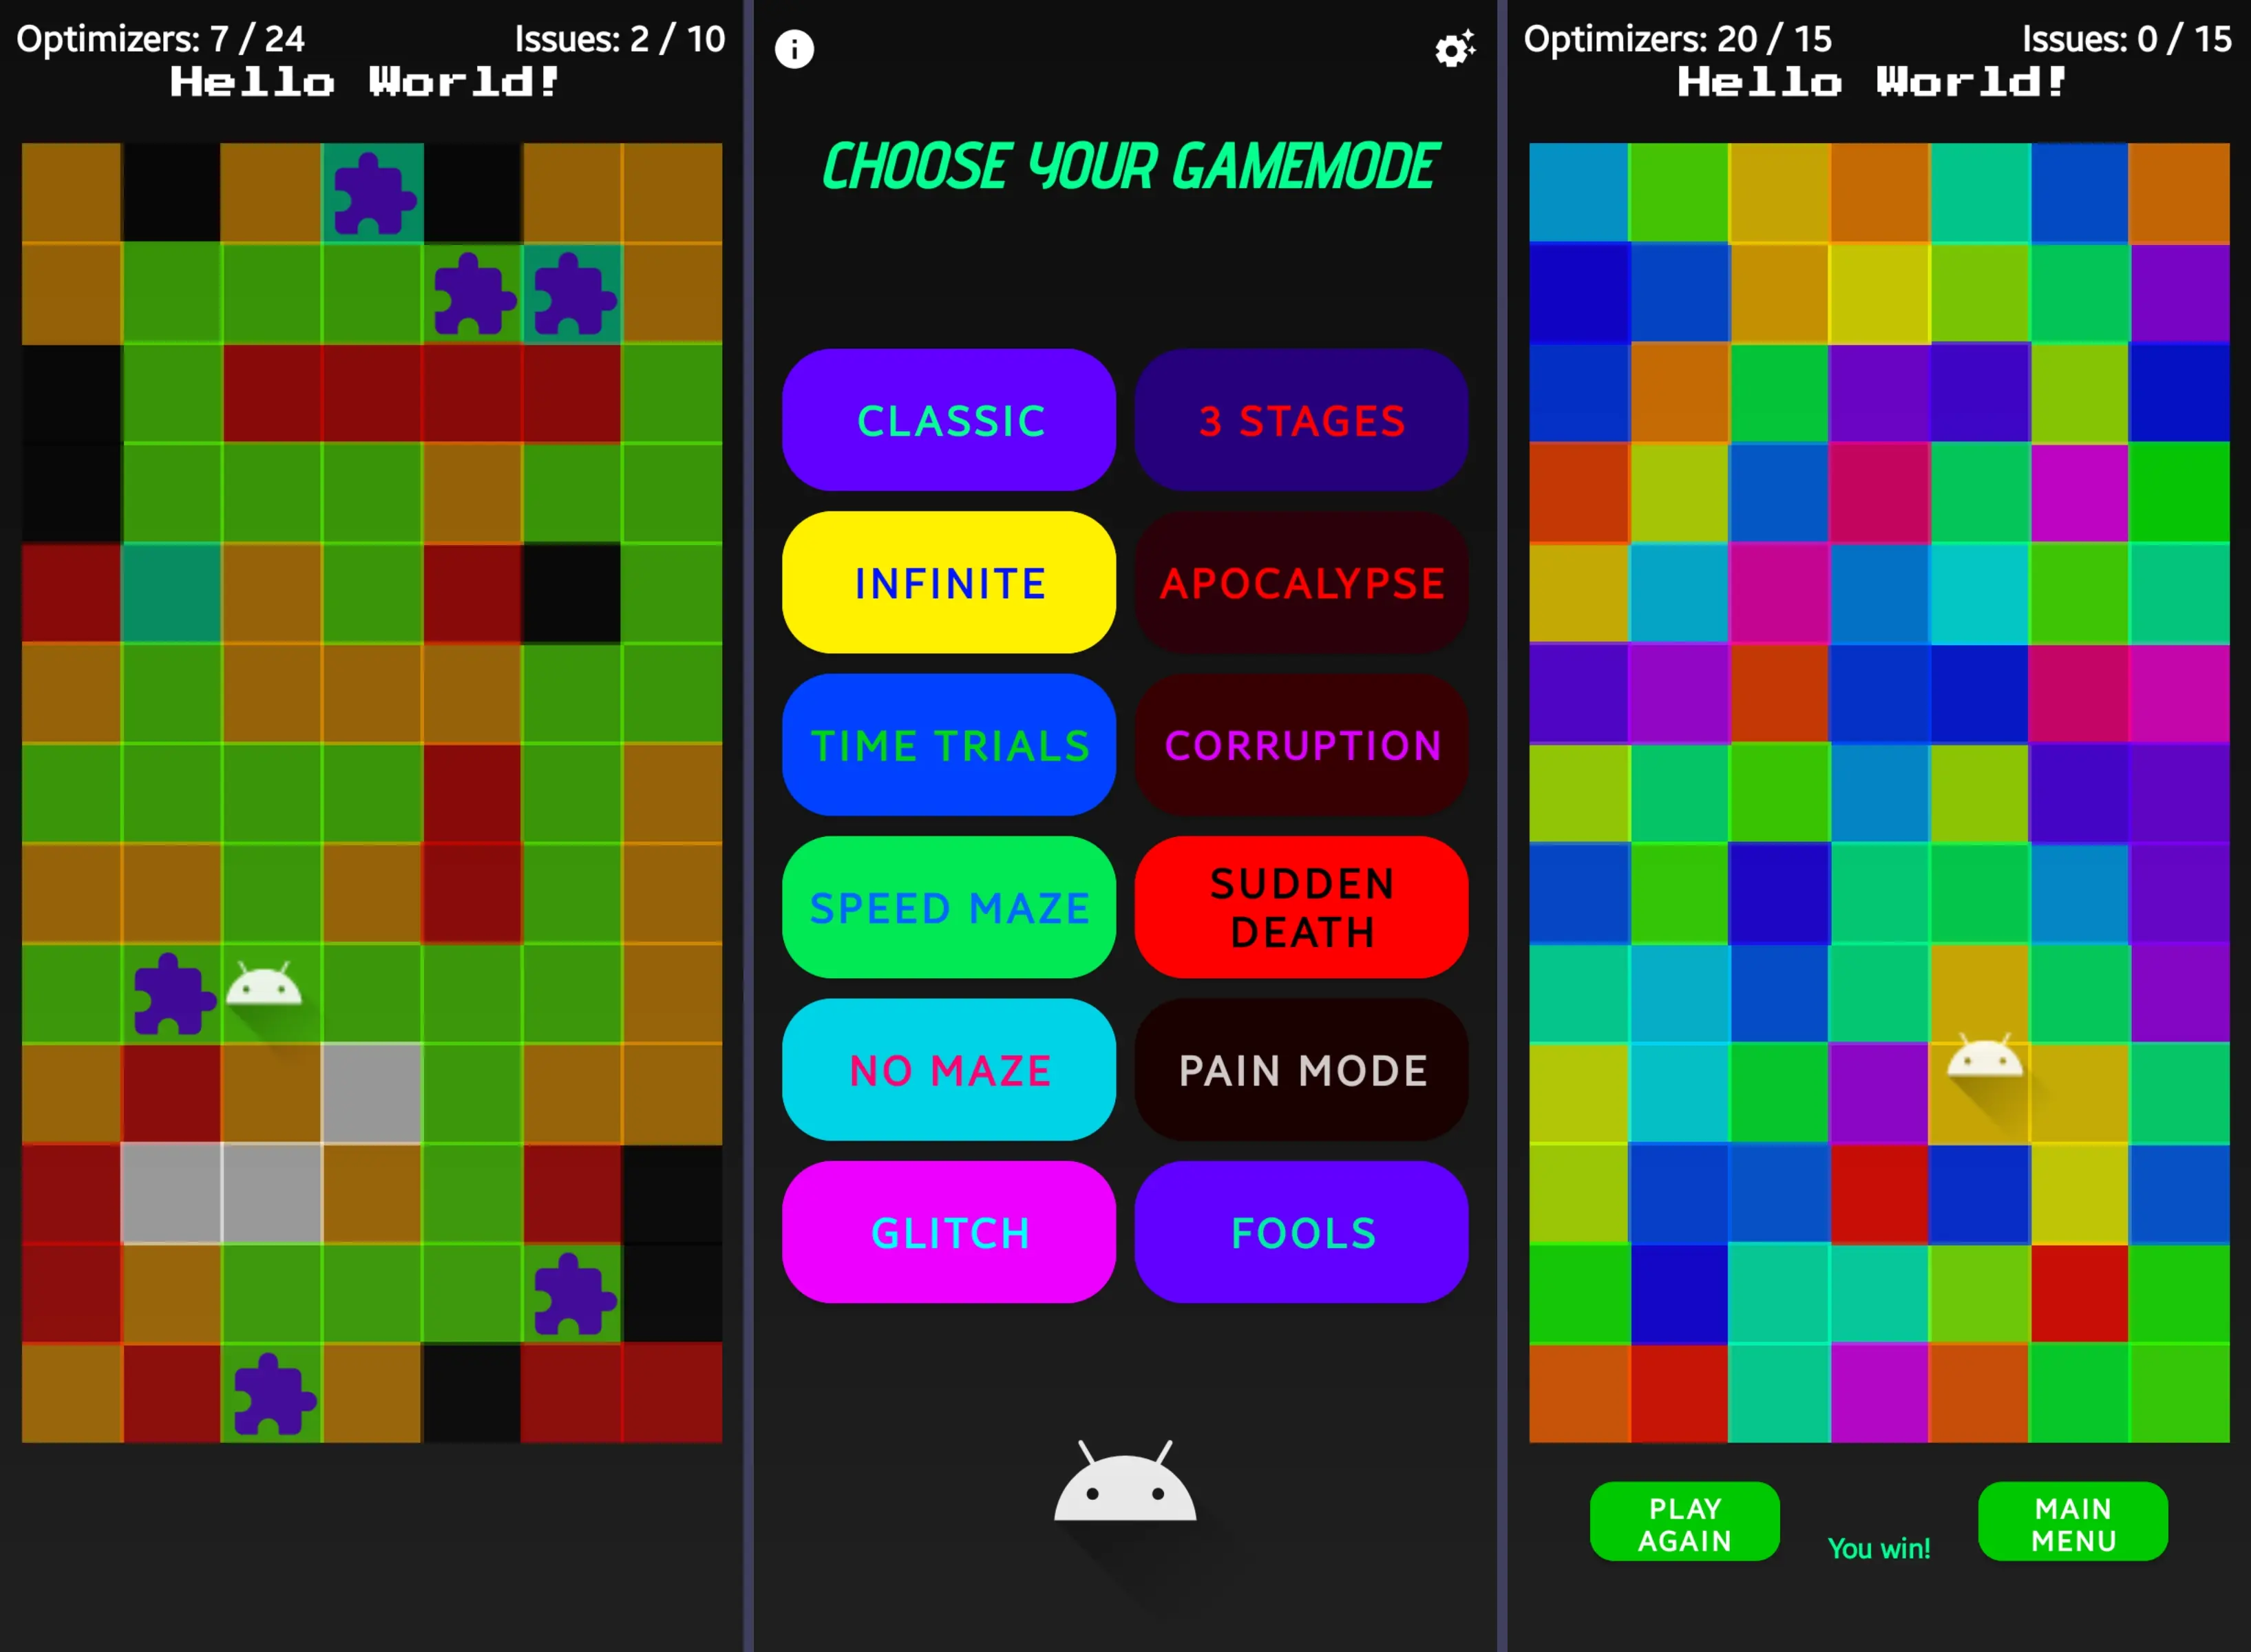 Optimizers: 7 / 24
Issues: 2 / 10
Hello World!
CHOOSE YOUR GAMEMODE
CLASSIC
3 STAGES
INFINITE
APOCALYPSE
TIME TRIALS
CORRUPTION
SPEED MAZE
SUDDEN
DEATH
NO MAZE
PAIN MODE
GLITCH
FOOLS
Optimizers: 20 / 15
Issues: 0 / 15
Hello World!
PLAY
AGAIN
You win!
MAIN
MENU